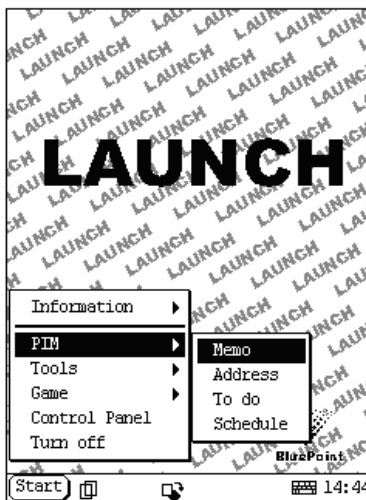 LAUNCH
Information
PIM
Tools
Game
Control Panel
Turn off
Memo
Address
To do
Schedule
BluePoint
Start
14:44